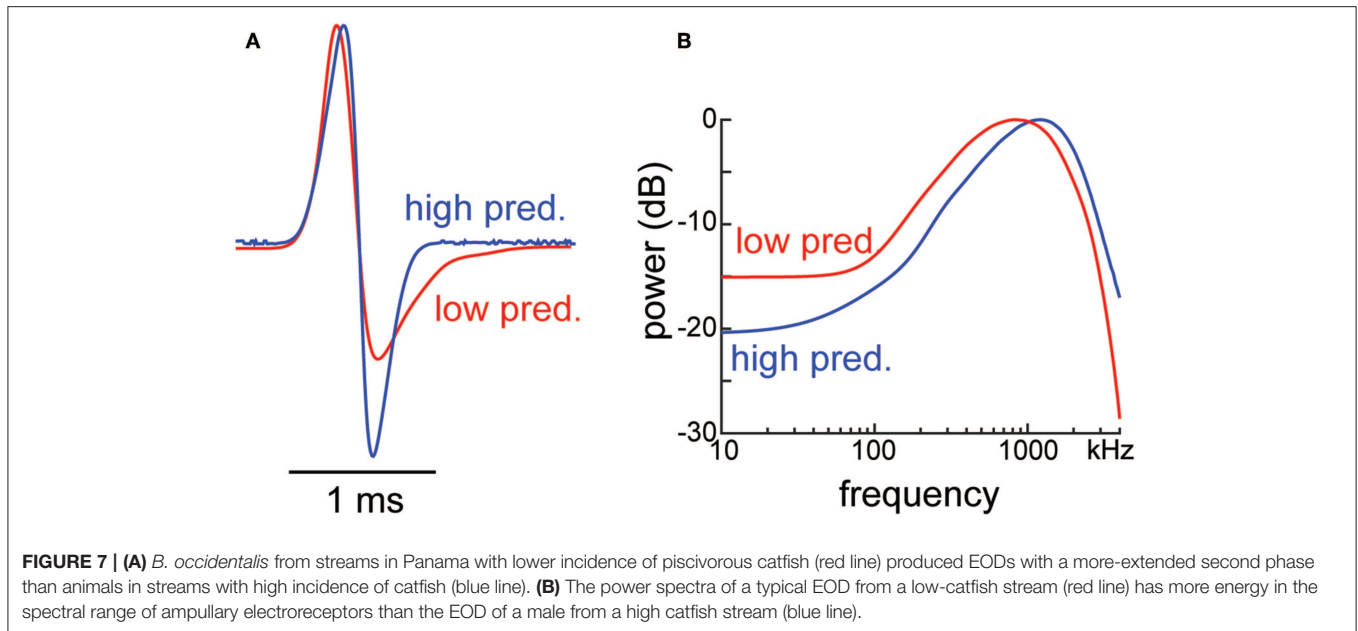 A
high pred.
low pred.
1 ms
B
power (dB)
0
-10
-20
-30
low pred.
high pred.
10
100
1000
kHz
frequency
FIGURE 7 | (A) B. occidentalis from streams in Panama with lower incidence of piscivorous catfish (red line) produced EODs with a more-extended second phase
than animals in streams with high incidence of catfish (blue line). (B) The power spectra of a typical EOD from a low-catfish stream (red line) has more energy in the
spectral range of ampullary electroreceptors than the EOD of a male from a high catfish stream (blue line).